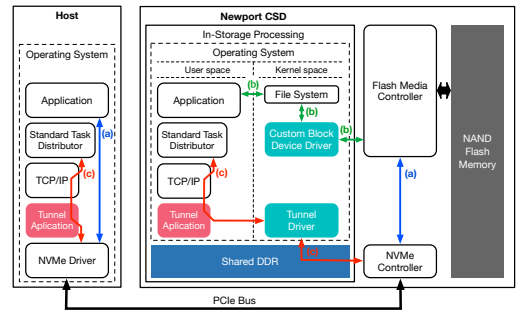 Host
Operating System
Application
(a)
Standard Task
Distributor
(c)
TCP/IP
Tunnel
Aplication
NVMe Driver
Newport CSD
In-Storage Processing
Operating System
User space
Kernel space
Application
(b)
File System
(b)
Standard Task
Distributor
Custom Block
Device Driver
(b)
(c)
TCP/IP
Tunnel
Aplication
Tunnel
Driver
Shared DDR
(c)
Flash Media
Controller
(a)
NVMe
Controller
NAND
Flash
Memory
PCIe Bus